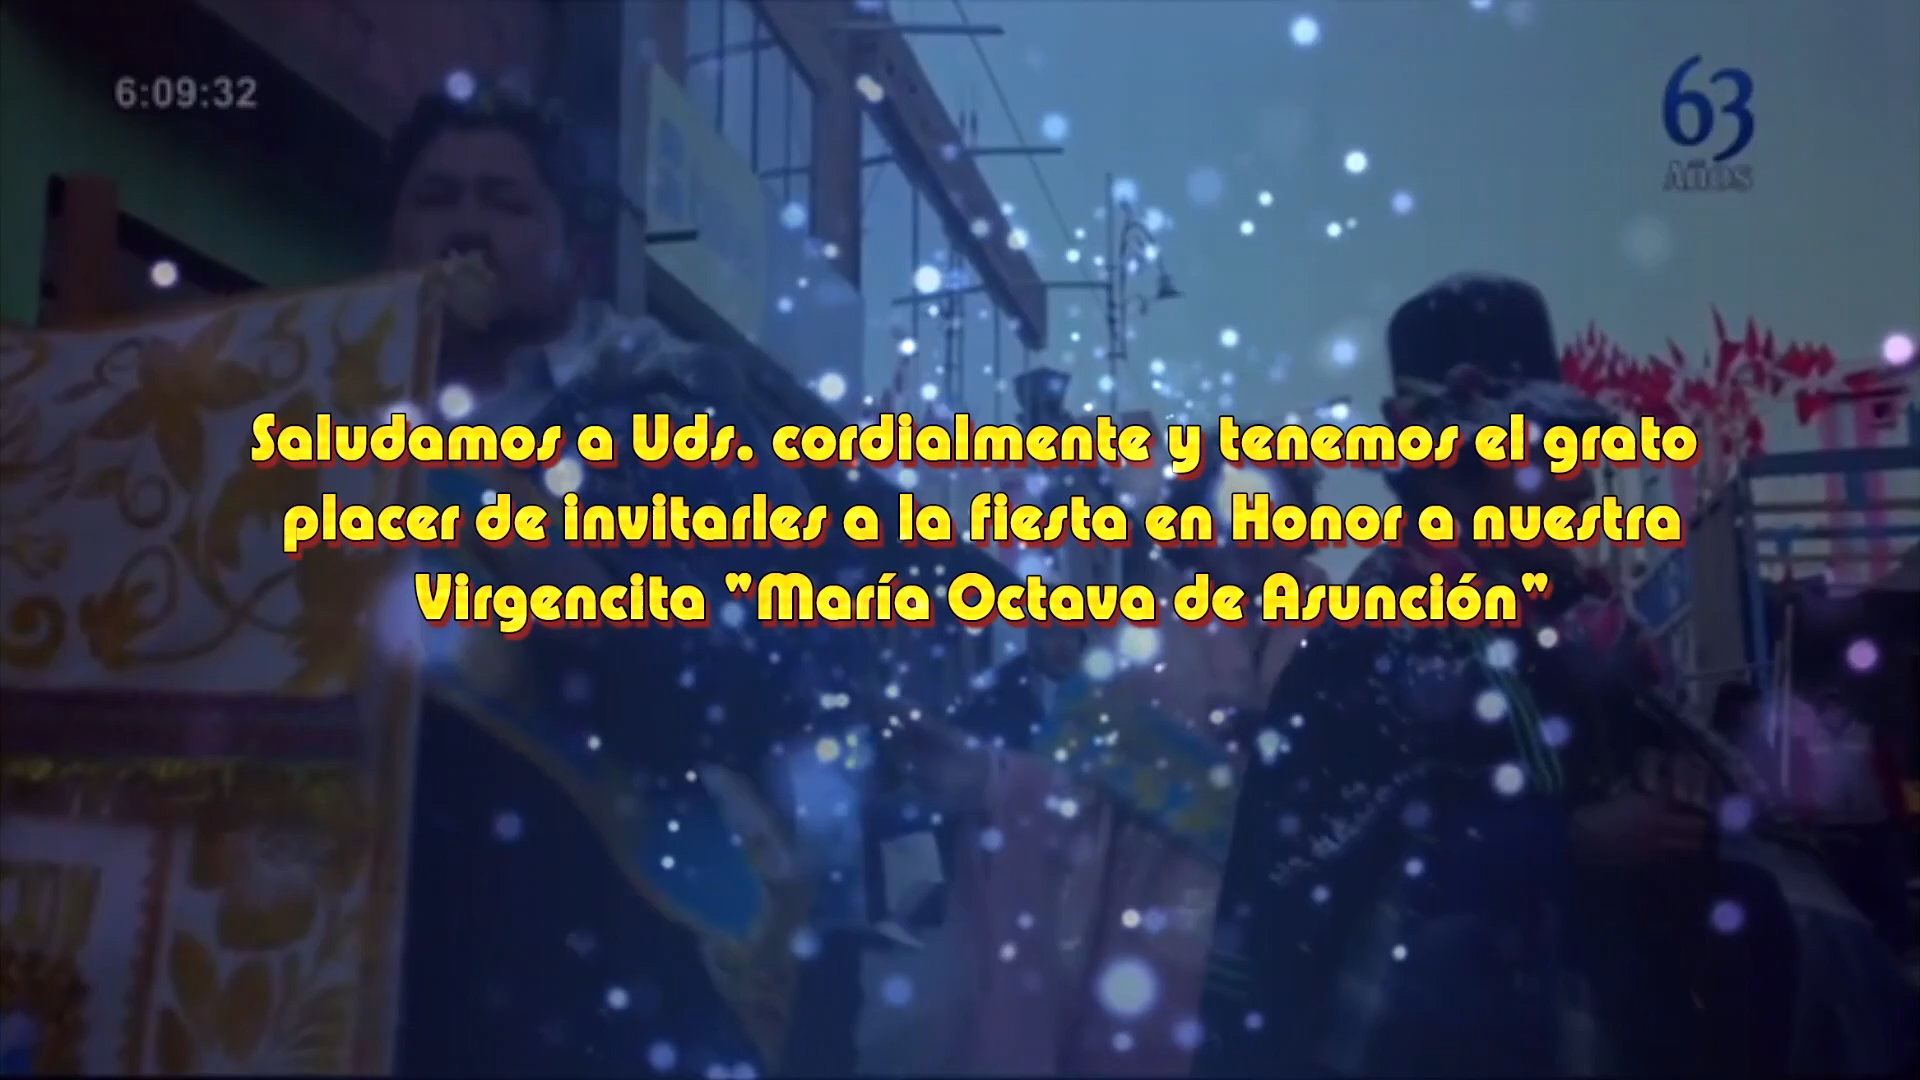 6:09:32
63
Años
Saludamos a Uds. cordialmente y tenemos el grato
placer de invitarles a la fiesta en Honor a nuestra
Virgencita "María Octava de Asunción"